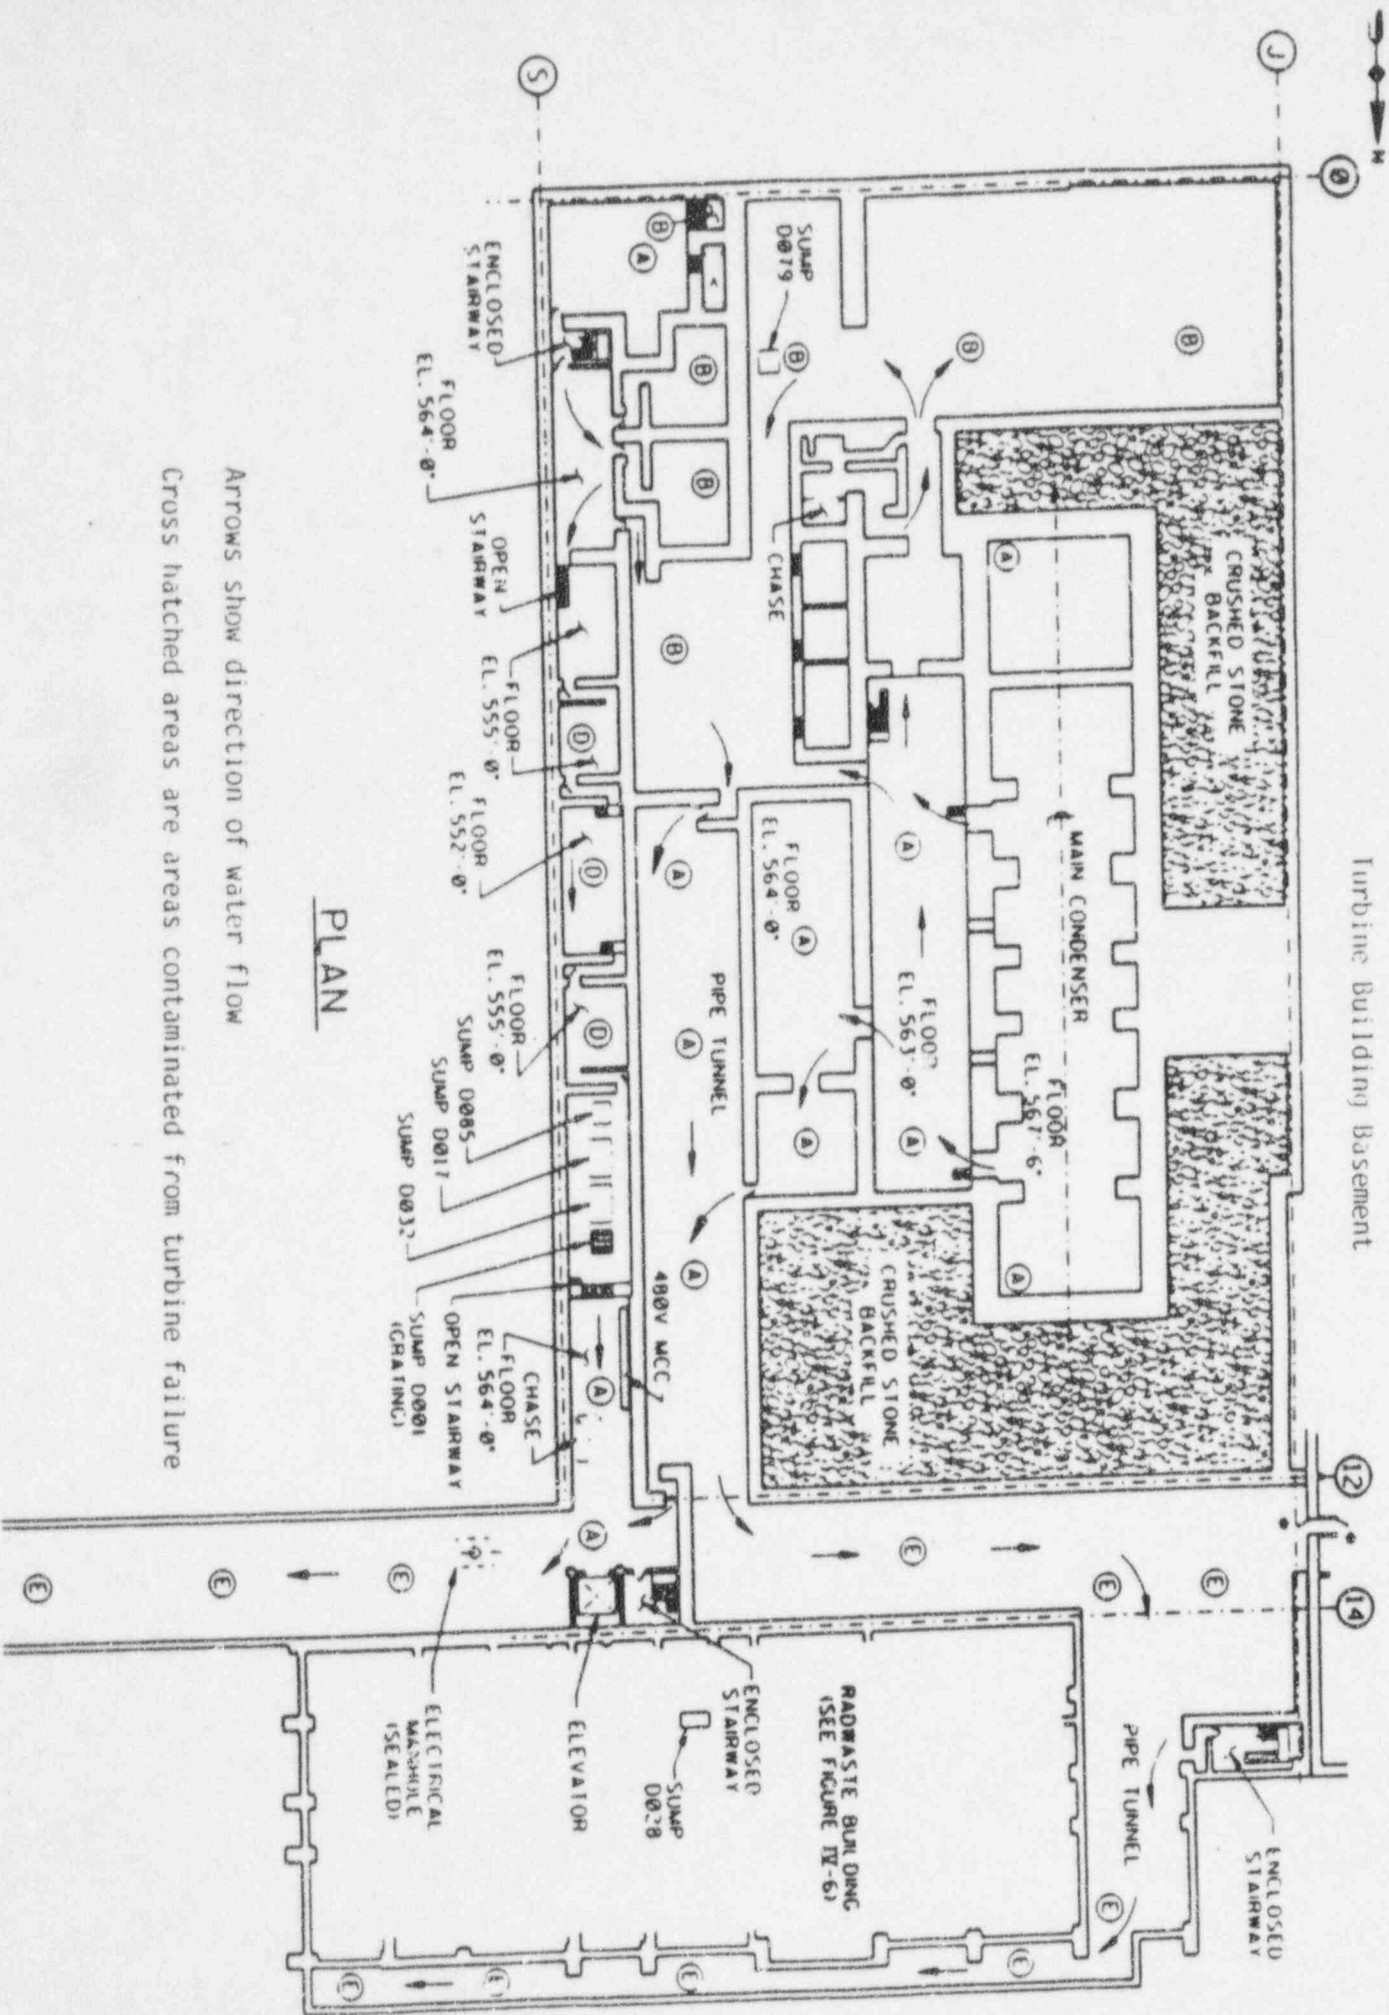 Turbine Building Basement
N
J
S
0
12
14
CRUSHED STONE
BACKFILL
MAIN CONDENSER
FLOOR
EL. 567'-6"
A
A
B
B
SUMP
D079
B
CHASE
FLOOR
EL. 563'-0"
A
A
FLOOR
EL. 564'-0"
A
A
CRUSHED STONE
BACKFILL
B
A
B
B
B
PIPE TUNNEL
A
A
A
480V MCC
ENCLOSED
STAIRWAY
FLOOR
EL. 564'-0"
OPEN
STAIRWAY
FLOOR
EL. 555'-0"
D
FLOOR
EL. 552'-0"
D
FLOOR
EL. 555'-0"
D
SUMP D085
SUMP D017
SUMP D032
SUMP D001
(GRATING)
OPEN STAIRWAY
FLOOR
EL. 564'-0"
CHASE
A
A
E
E
E
E
E
E
ELECTRICAL
MANHOLE
(SEALED)
ELEVATOR
ENCLOSED
STAIRWAY
SUMP
D028
RADWASTE BUILDING
(SEE FIGURE IV-6)
PIPE TUNNEL
ENCLOSED
STAIRWAY
E
E
E
E
E
PLAN
Arrows show direction of water flow
Cross hatched areas are areas contaminated from turbine failure